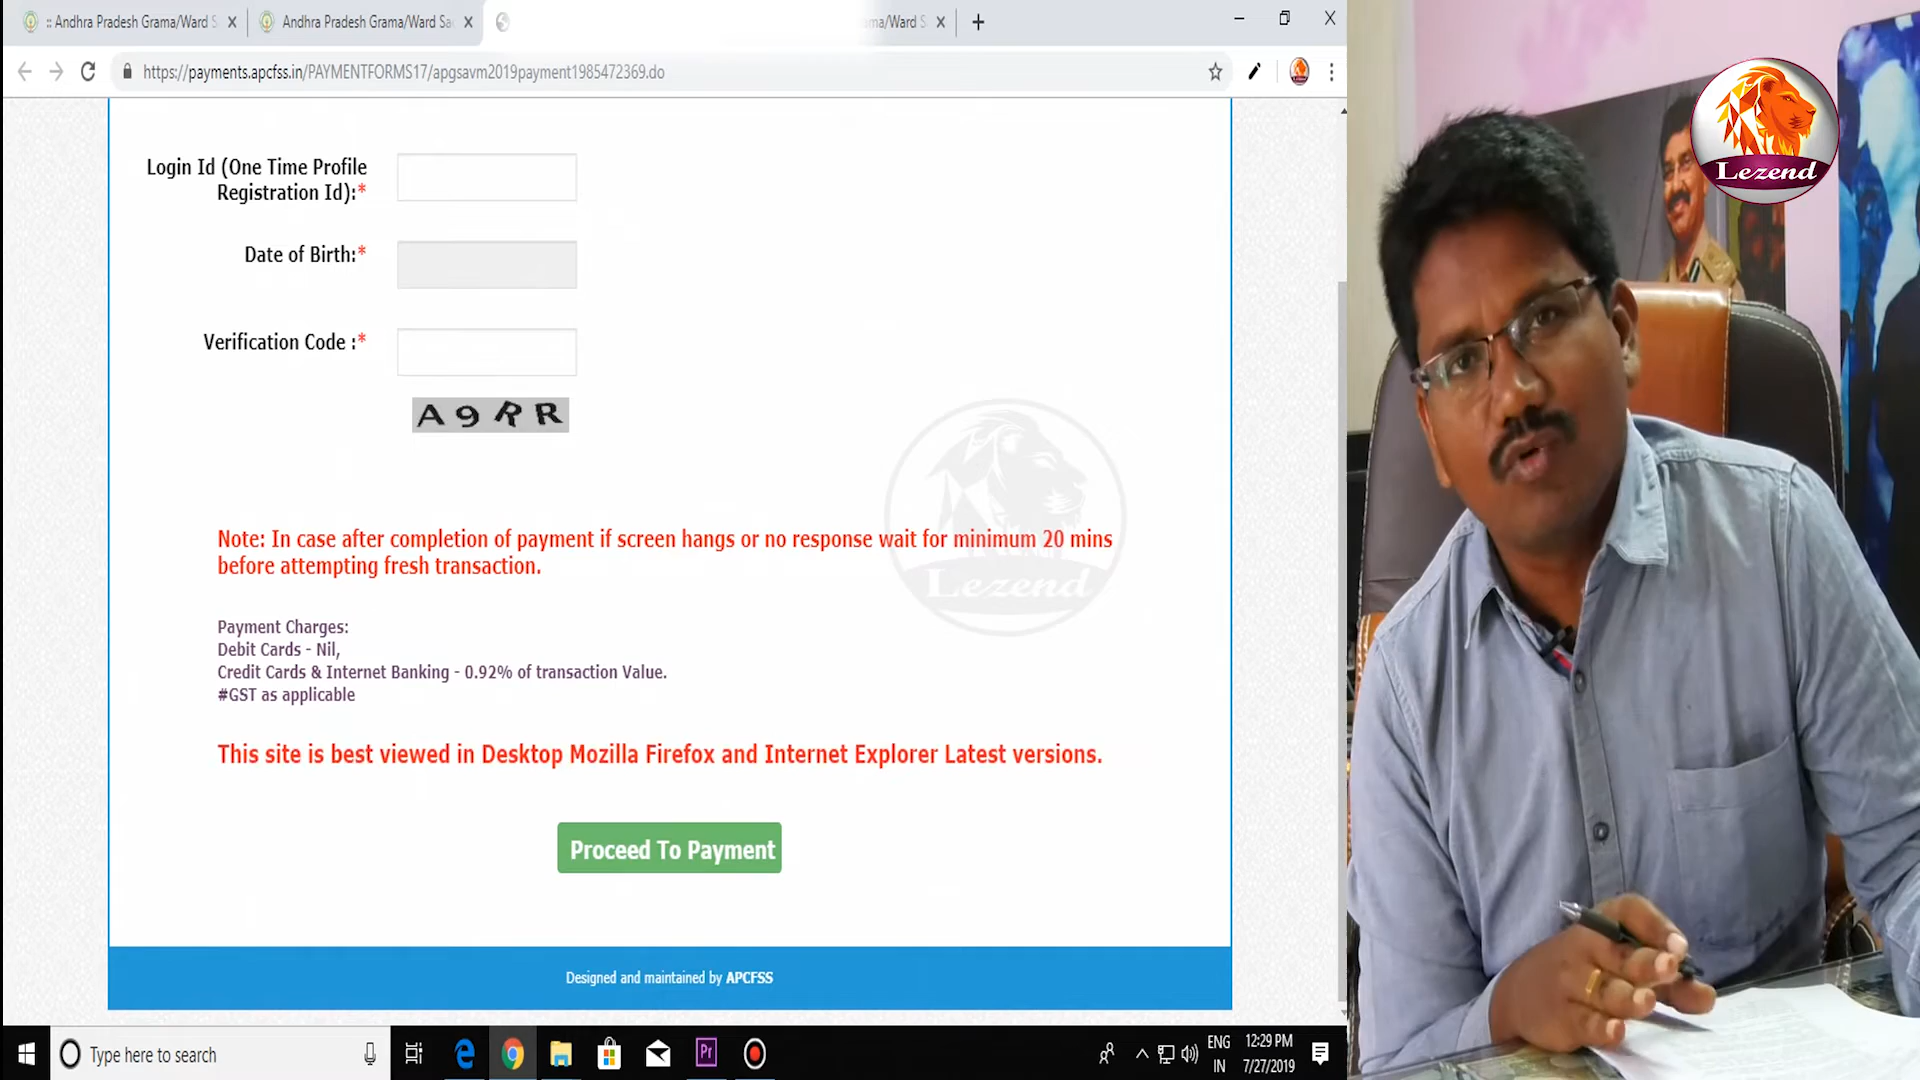 :: Andhra Pradesh Grama/Ward S
Andhra Pradesh Grama/Ward Sa
ama/Ward S
https://payments.apcfss.in/PAYMENTFORMS17/apgsavm2019payment1985472369.do
Lezend
Login Id (One Time Profile
Registration Id):*
Date of Birth:*
Verification Code :*
A9RR
Note: In case after completion of payment if screen hangs or no response wait for minimum 20 mins
before attempting fresh transaction.
Lezend
Payment Charges:
Debit Cards - Nil,
Credit Cards & Internet Banking - 0.92% of transaction Value.
#GST as applicable
This site is best viewed in Desktop Mozilla Firefox and Internet Explorer Latest versions.
Proceed To Payment
Designed and maintained by APCFSS
Type here to search
Pr
ENG
IN
12:29 PM
7/27/2019